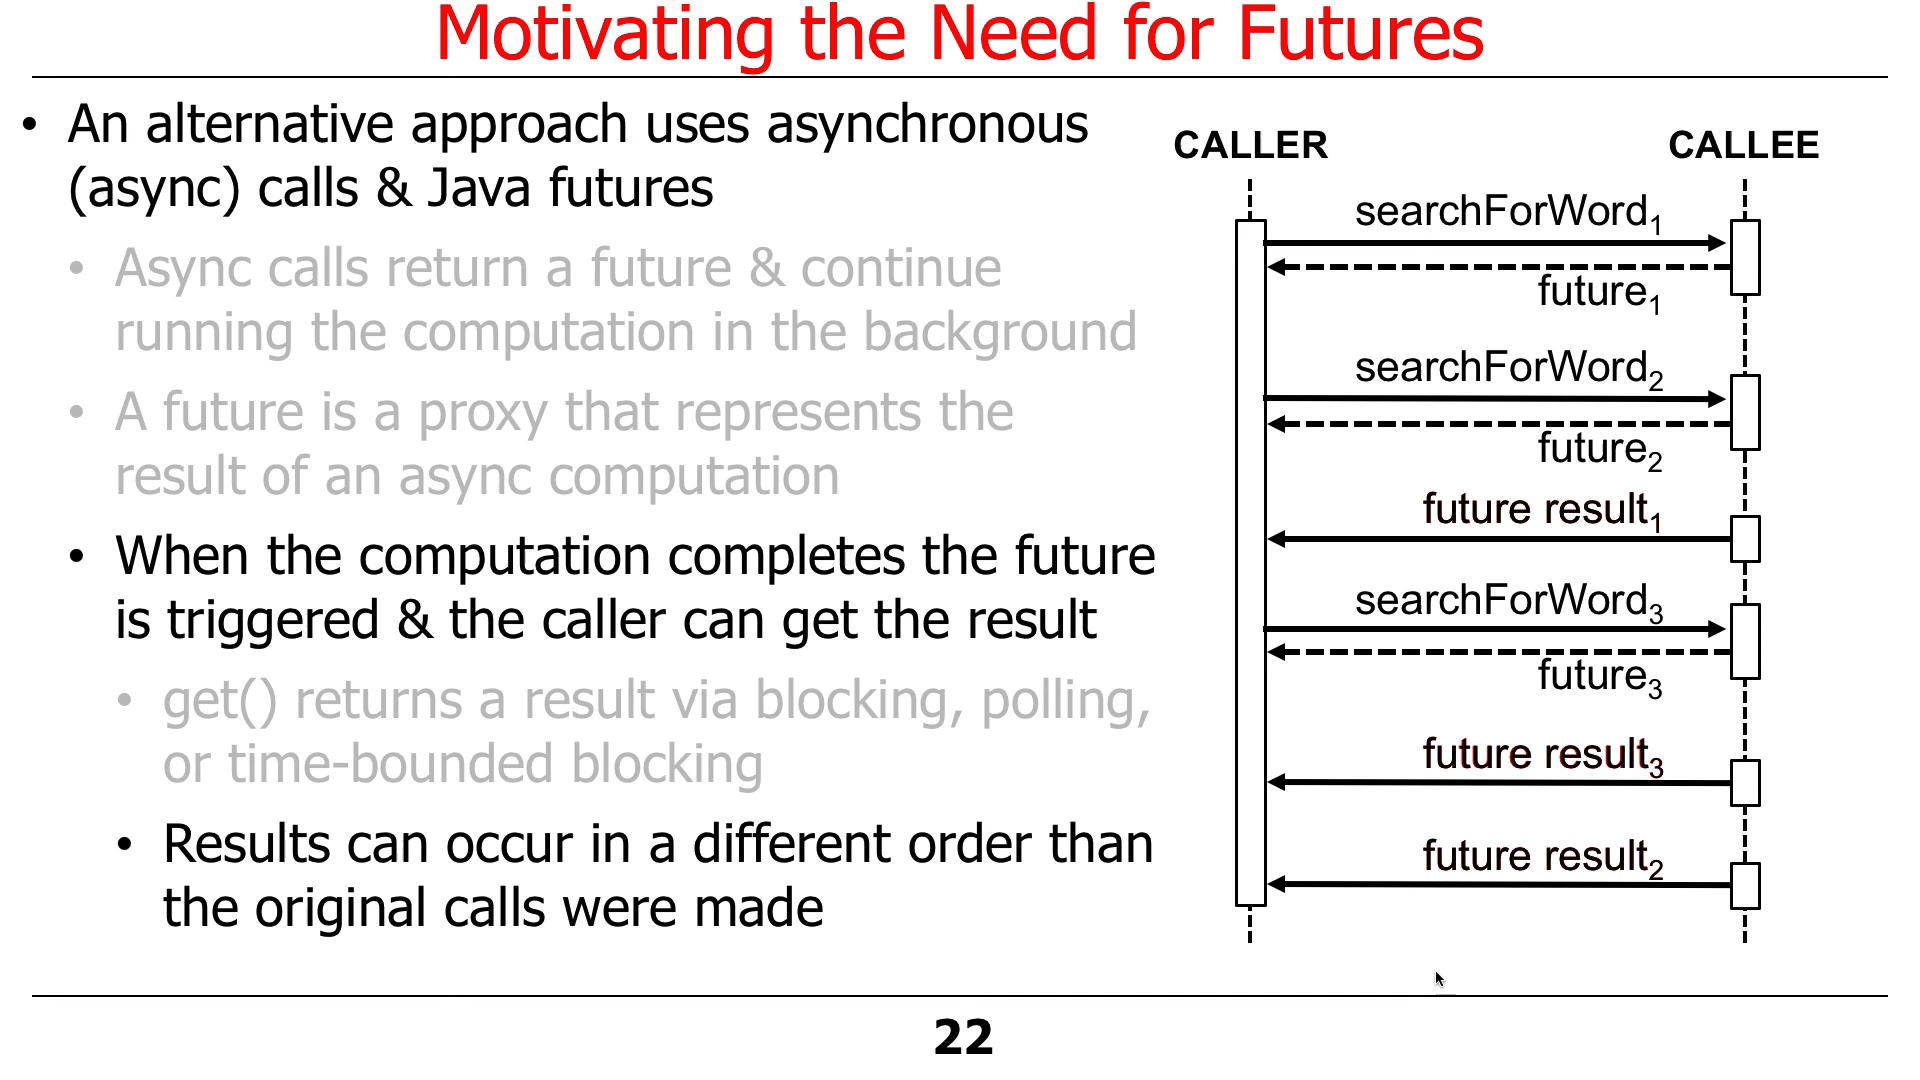 Motivating the Need for Futures
• An alternative approach uses asynchronous
(async) calls & Java futures
• Async calls return a future & continue
running the computation in the background
• A future is a proxy that represents the
result of an async computation
• When the computation completes the future
is triggered & the caller can get the result
• get() returns a result via blocking, polling,
or time-bounded blocking
• Results can occur in a different order than
the original calls were made
CALLER CALLEE
searchForWord1
future1
searchForWord2
future2
future result1
searchForWord3
future3
future result3
future result2
22